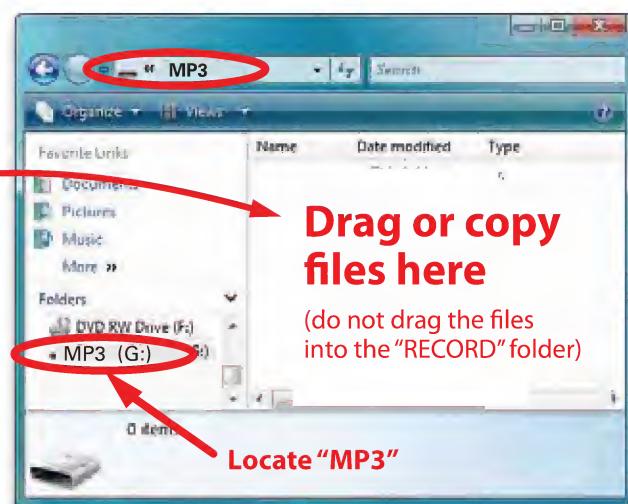 MP3
Search
Organize Views
Favorite Links
Documents
Pictures
Music
More »
Folders
DVD RW Drive (F:)
MP3 (G:)
Name Date modified Type
Drag or copy
files here
(do not drag the files
into the "RECORD" folder)
0 items
Locate "MP3"